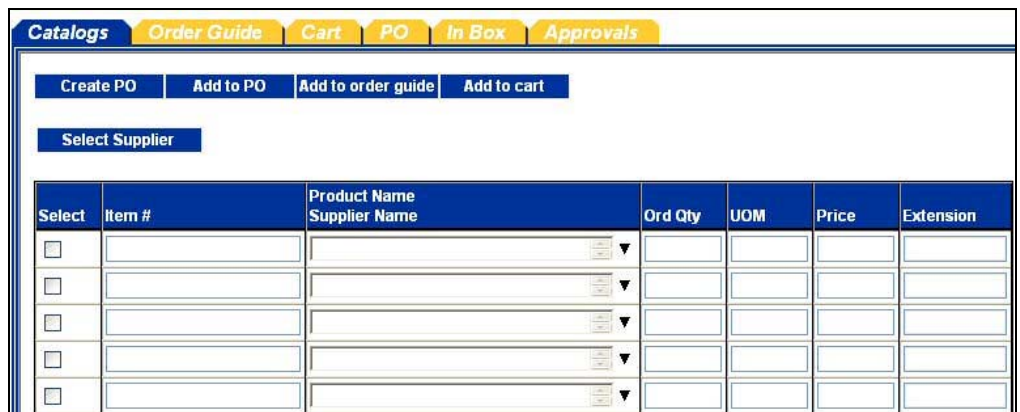 Catalogs Order Guide Cart PO In Box Approvals
Create PO Add to PO Add to order guide Add to cart
Select Supplier
Product Name
Select Item # Supplier Name Ord Qty UOM Price Extension